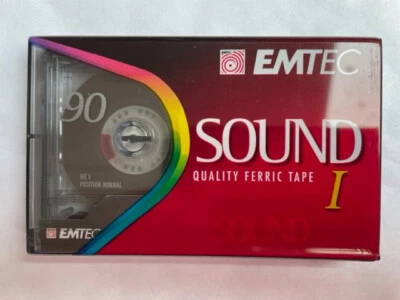 EMTEC
90
SOUND
QUALITY FERRIC TAPE
I
IEC I
POSITION NORMAL
EMTEC